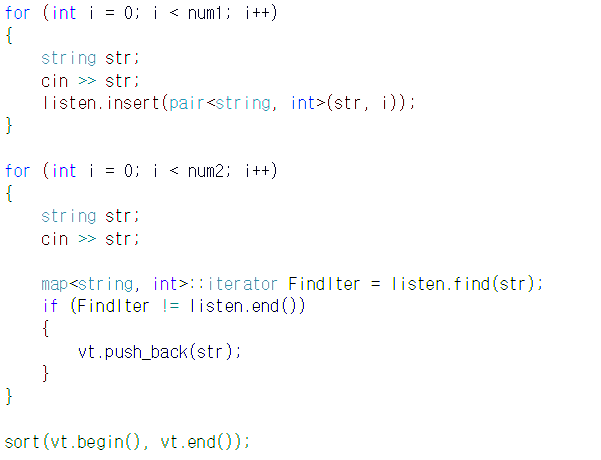 for (int i = 0; i < num1; i++)
{
    string str;
    cin >> str;
    listen.insert(pair<string, int>(str, i));
}

for (int i = 0; i < num2; i++)
{
    string str;
    cin >> str;

    map<string, int>::iterator FindIter = listen.find(str);
    if (FindIter != listen.end())
    {
        vt.push_back(str);
    }
}

sort(vt.begin(), vt.end());